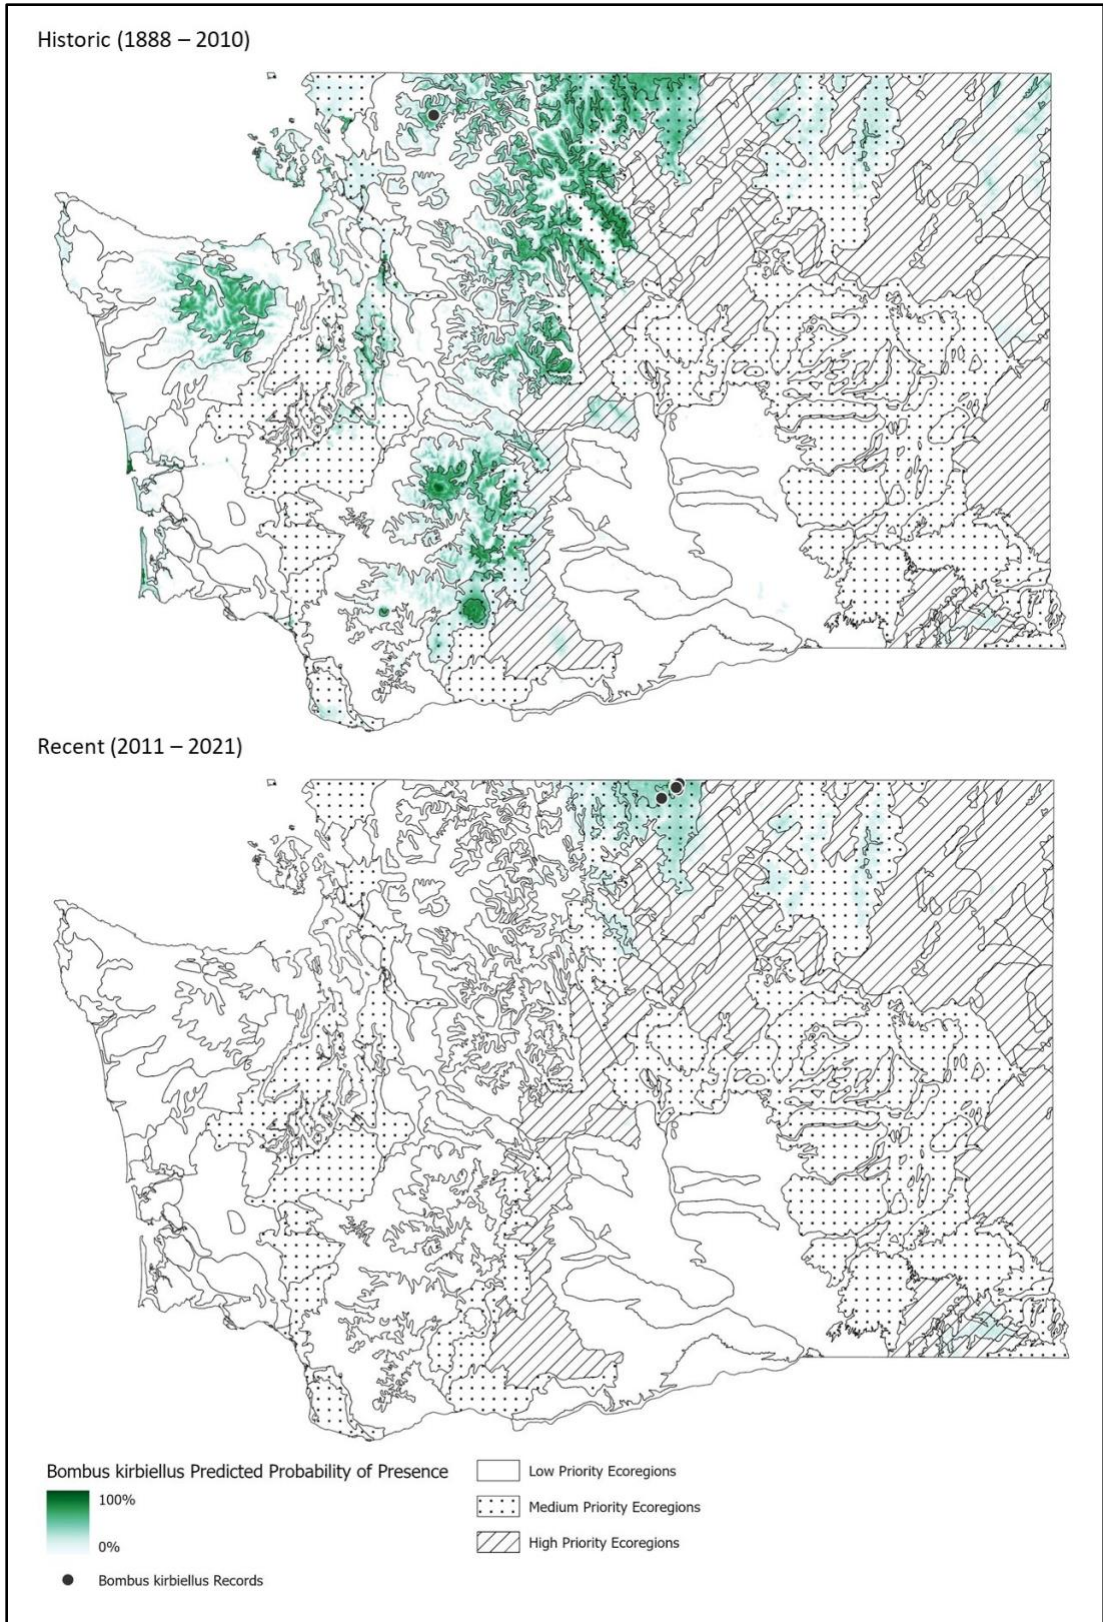 Historic (1888 – 2010)
Recent (2011 – 2021)
Bombus kirbiellus Predicted Probability of Presence
100%
0%
Bombus kirbiellus Records
Low Priority Ecoregions
Medium Priority Ecoregions
High Priority Ecoregions